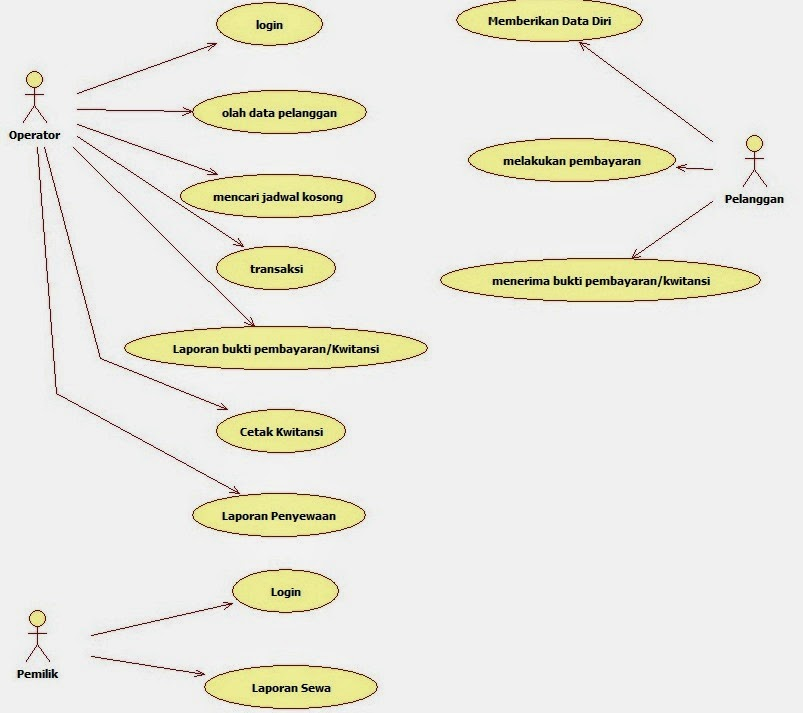 login
Memberikan Data Diri
olah data pelanggan
Operator
melakukan pembayaran
mencari jadwal kosong
Pelanggan
transaksi
menerima bukti pembayaran/kwitansi
Laporan bukti pembayaran/Kwitansi
Cetak Kwitansi
Laporan Penyewaan
Login
Pemilik
Laporan Sewa